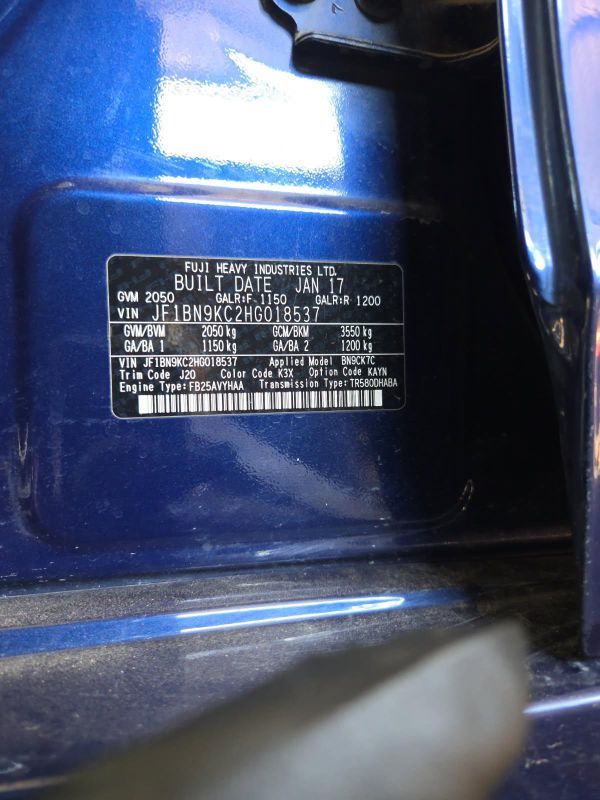 7
FUJI HEAVY INDUSTRIES LTD.
BUILT DATE JAN 17
GVM 2050 GALR:F 1150 GALR:R 1200
VIN JF1BN9KC2HG018537
GVM/BVM 2050 kg GCM/BKM 3550 kg
GA/BA 1 1150 kg GA/BA 2 1200 kg
VIN JF1BN9KC2HG018537 Applied Model BN9CK7C
Trim Code J20 Color Code K3X Option Code KAYN
Engine Type: FB25AVYHAA Transmission Type: TR580DHABA